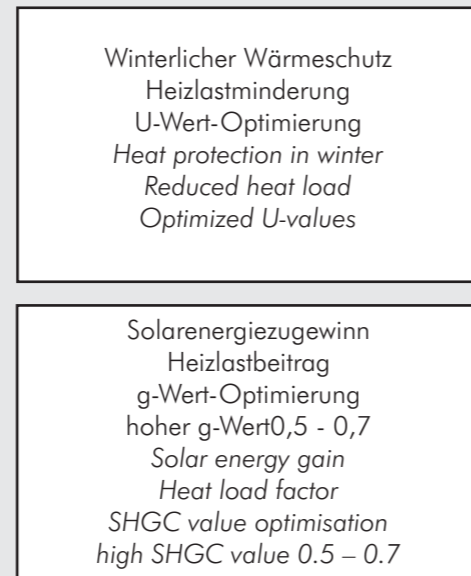 Winterlicher Wärmeschutz
Heizlastminderung
U-Wert-Optimierung
Heat protection in winter
Reduced heat load
Optimized U-values
Solarenergiezugewinn
Heizlastbeitrag
g-Wert-Optimierung
hoher g-Wert0,5 - 0,7
Solar energy gain
Heat load factor
SHGC value optimisation
high SHGC value 0.5 – 0.7